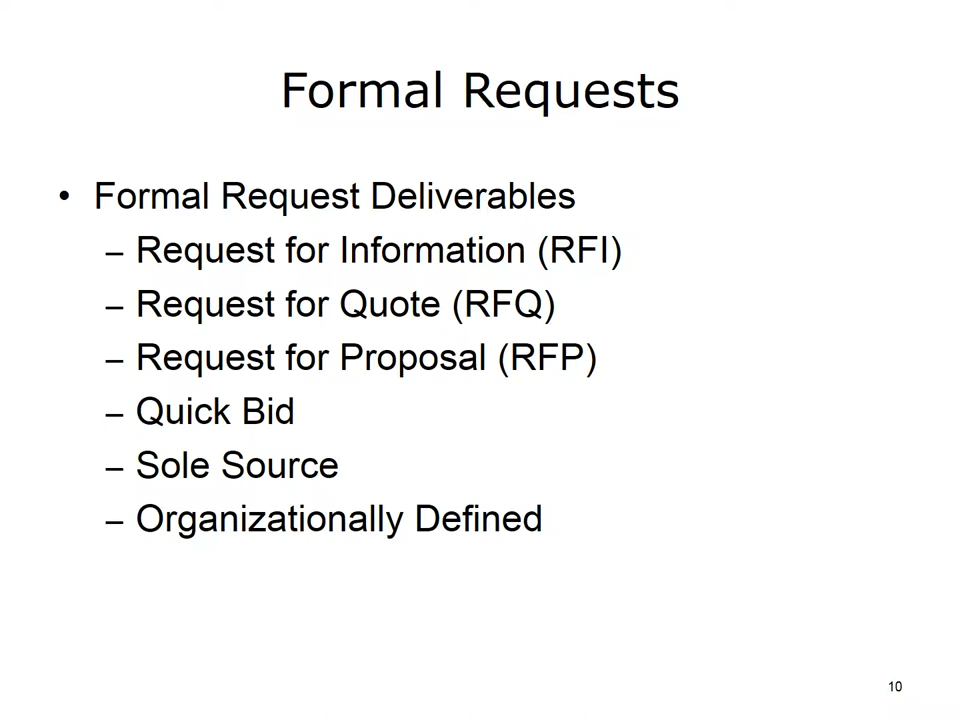 Formal Requests
• Formal Request Deliverables
– Request for Information (RFI)
– Request for Quote (RFQ)
– Request for Proposal (RFP)
– Quick Bid
– Sole Source
– Organizationally Defined
10